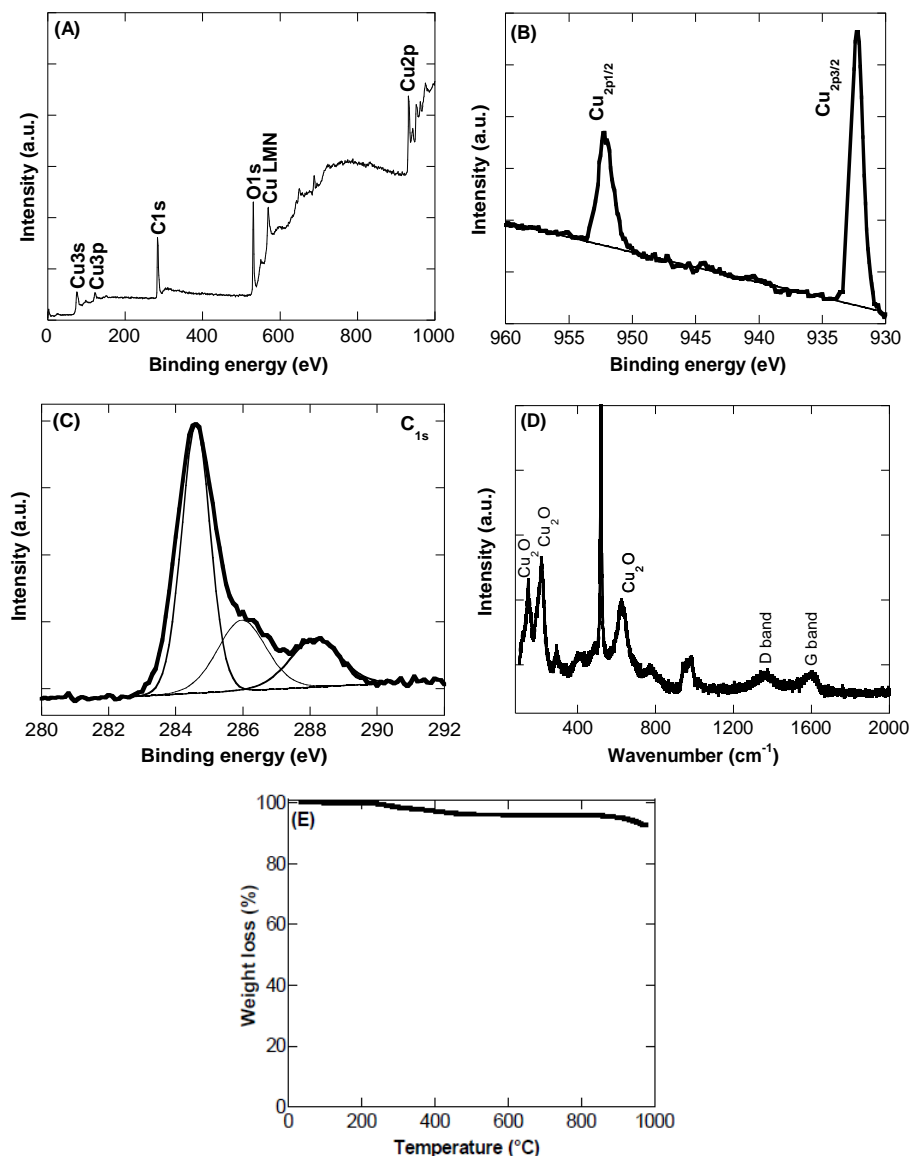 (A)
Intensity (a.u.)
Cu3s
Cu3p
C1s
O1s
Cu LMN
Cu2p
0 200 400 600 800 1000
Binding energy (eV)
(B)
Intensity (a.u.)
Cu2p1/2
Cu2p3/2
960 955 950 945 940 935 930
Binding energy (eV)
(C)
C1s
Intensity (a.u.)
280 282 284 286 288 290 292
Binding energy (eV)
(D)
Intensity (a.u.)
Cu2O
Cu2O
Cu2O
D band
G band
400 800 1200 1600 2000
Wavenumber (cm-1)
(E)
Weight loss (%)
100
80
60
40
20
0
0 200 400 600 800 1000
Temperature (°C)